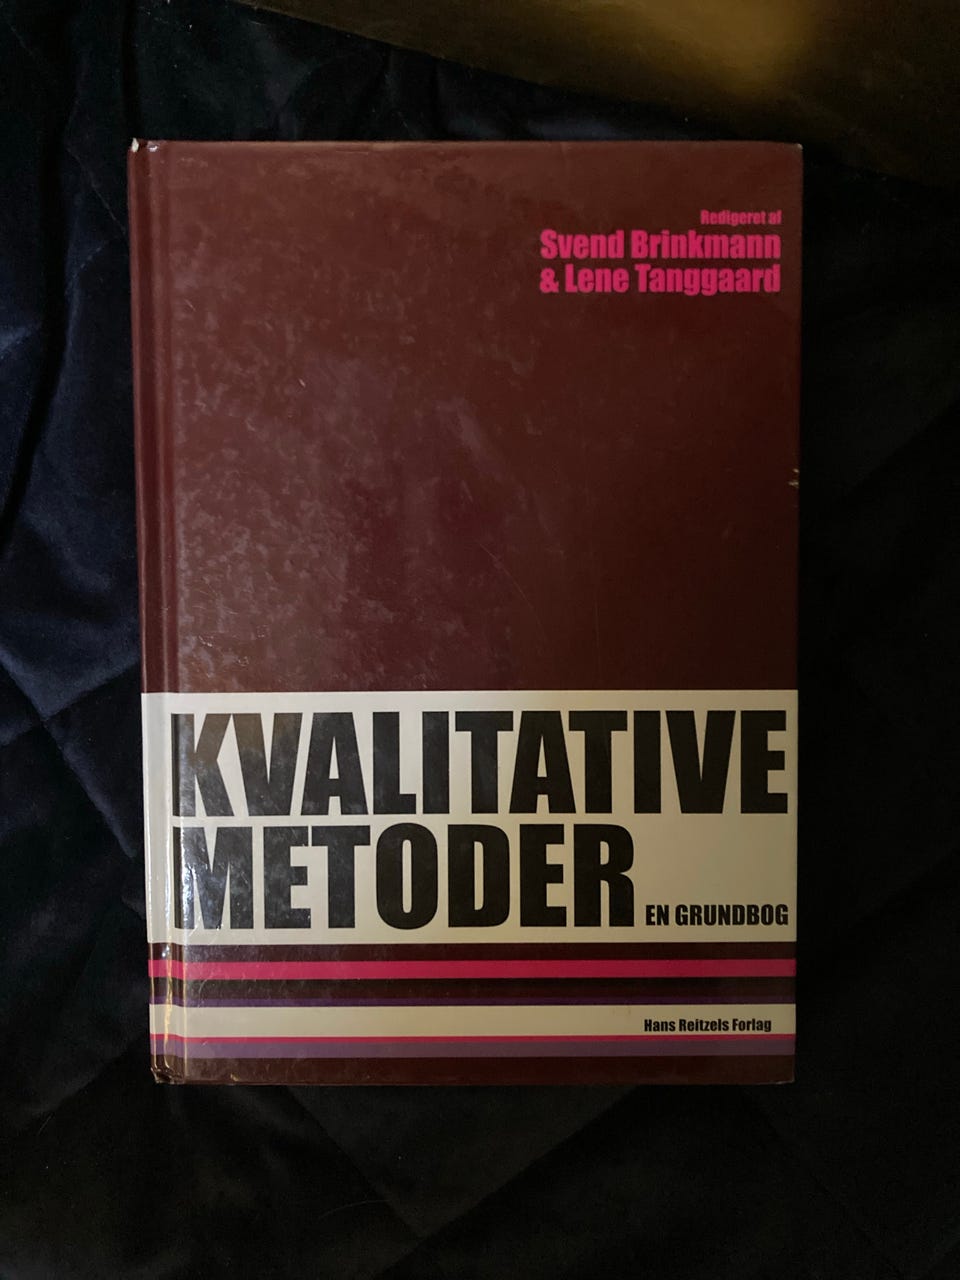 Redigeret af
Svend Brinkmann
& Lene Tanggaard
KVALITATIVE
METODER EN GRUNDBOG
Hans Reitzels Forlag